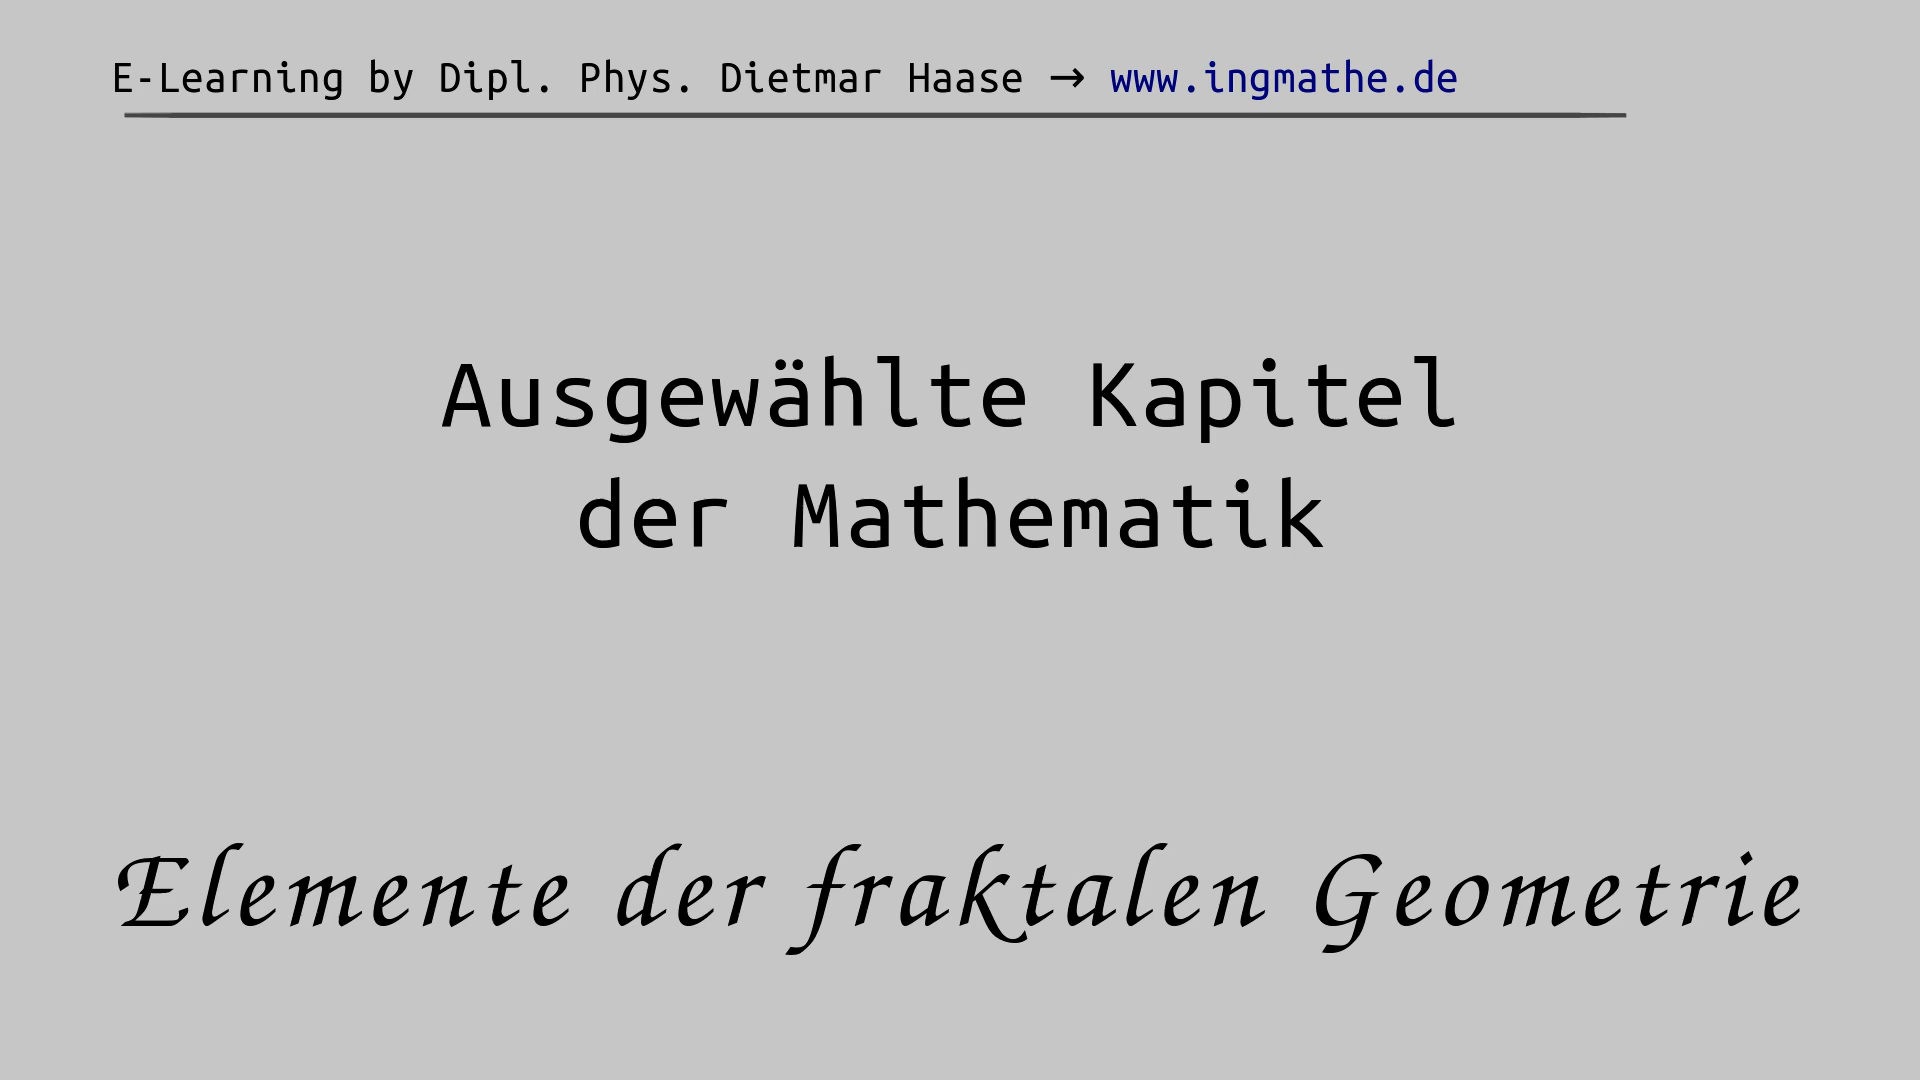 E-Learning by Dipl. Phys. Dietmar Haase → www.ingmathe.de
Ausgewählte Kapitel
der Mathematik
Elemente der fraktalen Geometrie